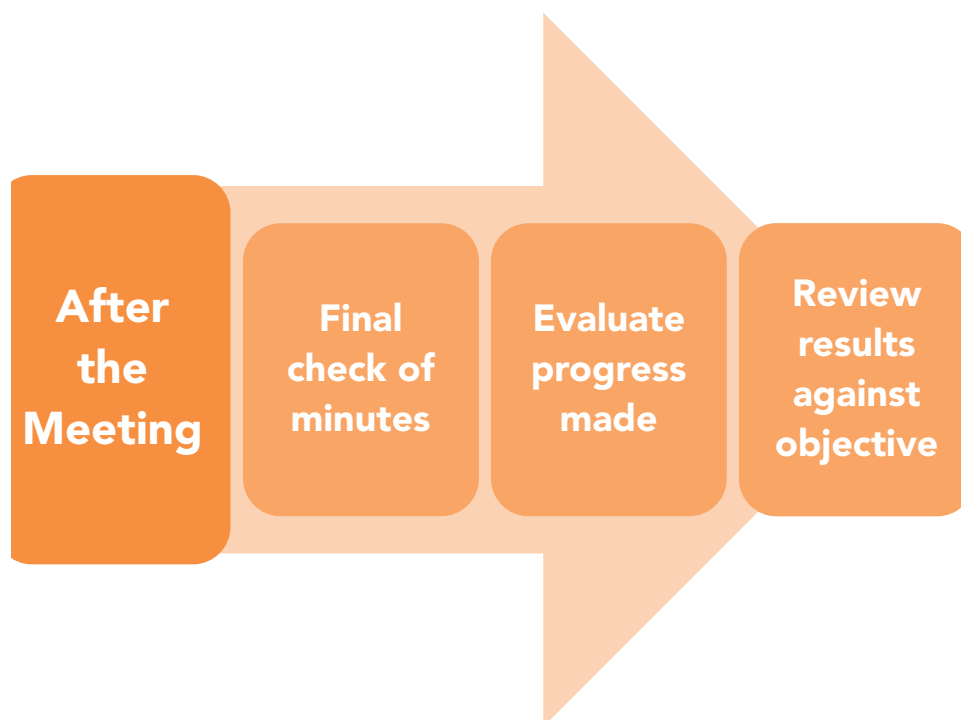 After
the
Meeting
Final
check of
minutes
Evaluate
progress
made
Review
results
against
objective